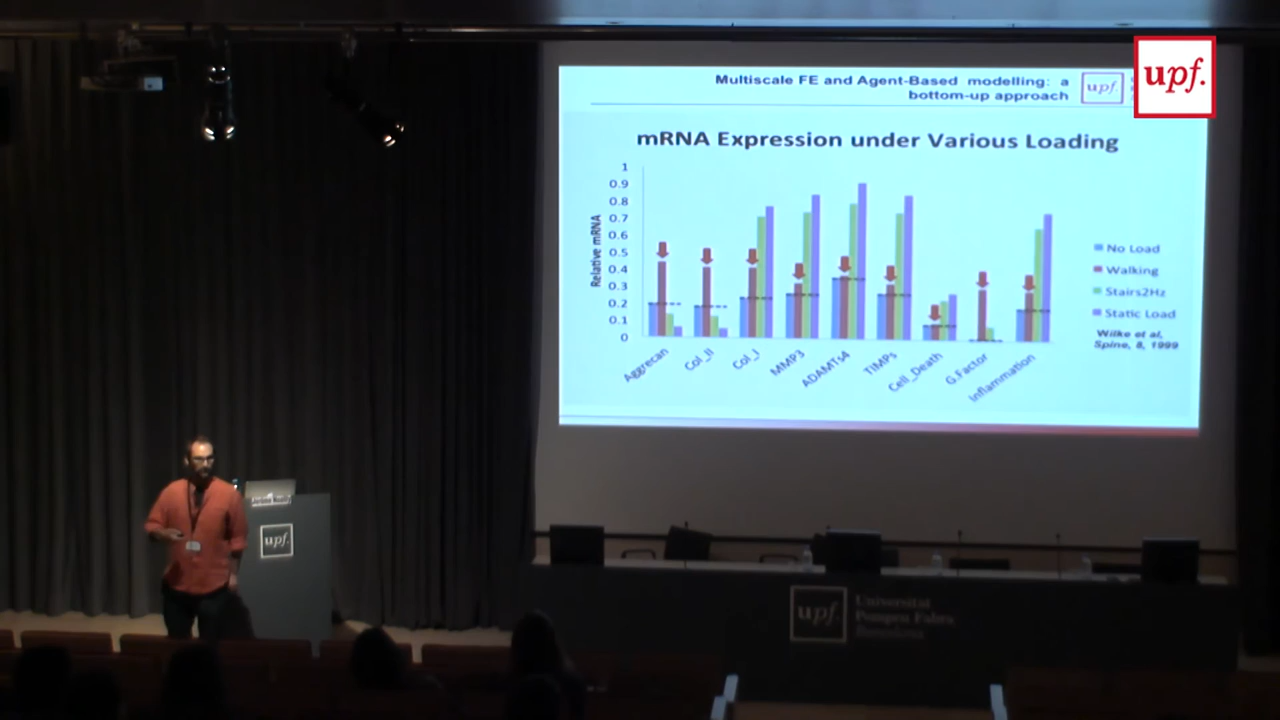 upf.
Multiscale FE and Agent-Based modelling: a
bottom-up approach
upf.
mRNA Expression under Various Loading
Relative mRNA
1
0.9
0.8
0.7
0.6
0.5
0.4
0.3
0.2
0.1
0
Aggrecan
Col_II
Col_I
MMP3
ADAMTs4
TIMPs
Cell_Death
G.Factor
Inflammation
No Load
Walking
Stairs2Hz
Static Load
Wilke et al,
Spine, 8, 1999
upf.
upf.
Universitat
Pompeu Fabra
Barcelona